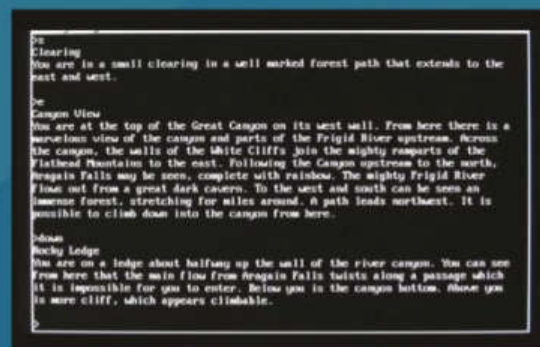 >s
Clearing
You are in a small clearing in a well marked forest path that extends to the
east and west.
>e
Canyon View
You are at the top of the Great Canyon on its west wall. From here there is a
marvelous view of the canyon and parts of the Frigid River upstream. Across
the canyon, the walls of the White Cliffs join the mighty ramparts of the
Flathead Mountains to the east. Following the Canyon upstream to the north,
Aragain Falls may be seen, complete with rainbow. The mighty Frigid River
flows out from a great dark cavern. To the west and south can be seen an
immense forest, stretching for miles around. A path leads northwest. It is
possible to climb down into the canyon from here.
>down
Rocky Ledge
You are on a ledge about halfway up the wall of the river canyon. You can see
from here that the main flow from Aragain Falls twists along a passage which
it is impossible for you to enter. Below you is the canyon bottom. Above you
is more cliff, which appears climbable.
>